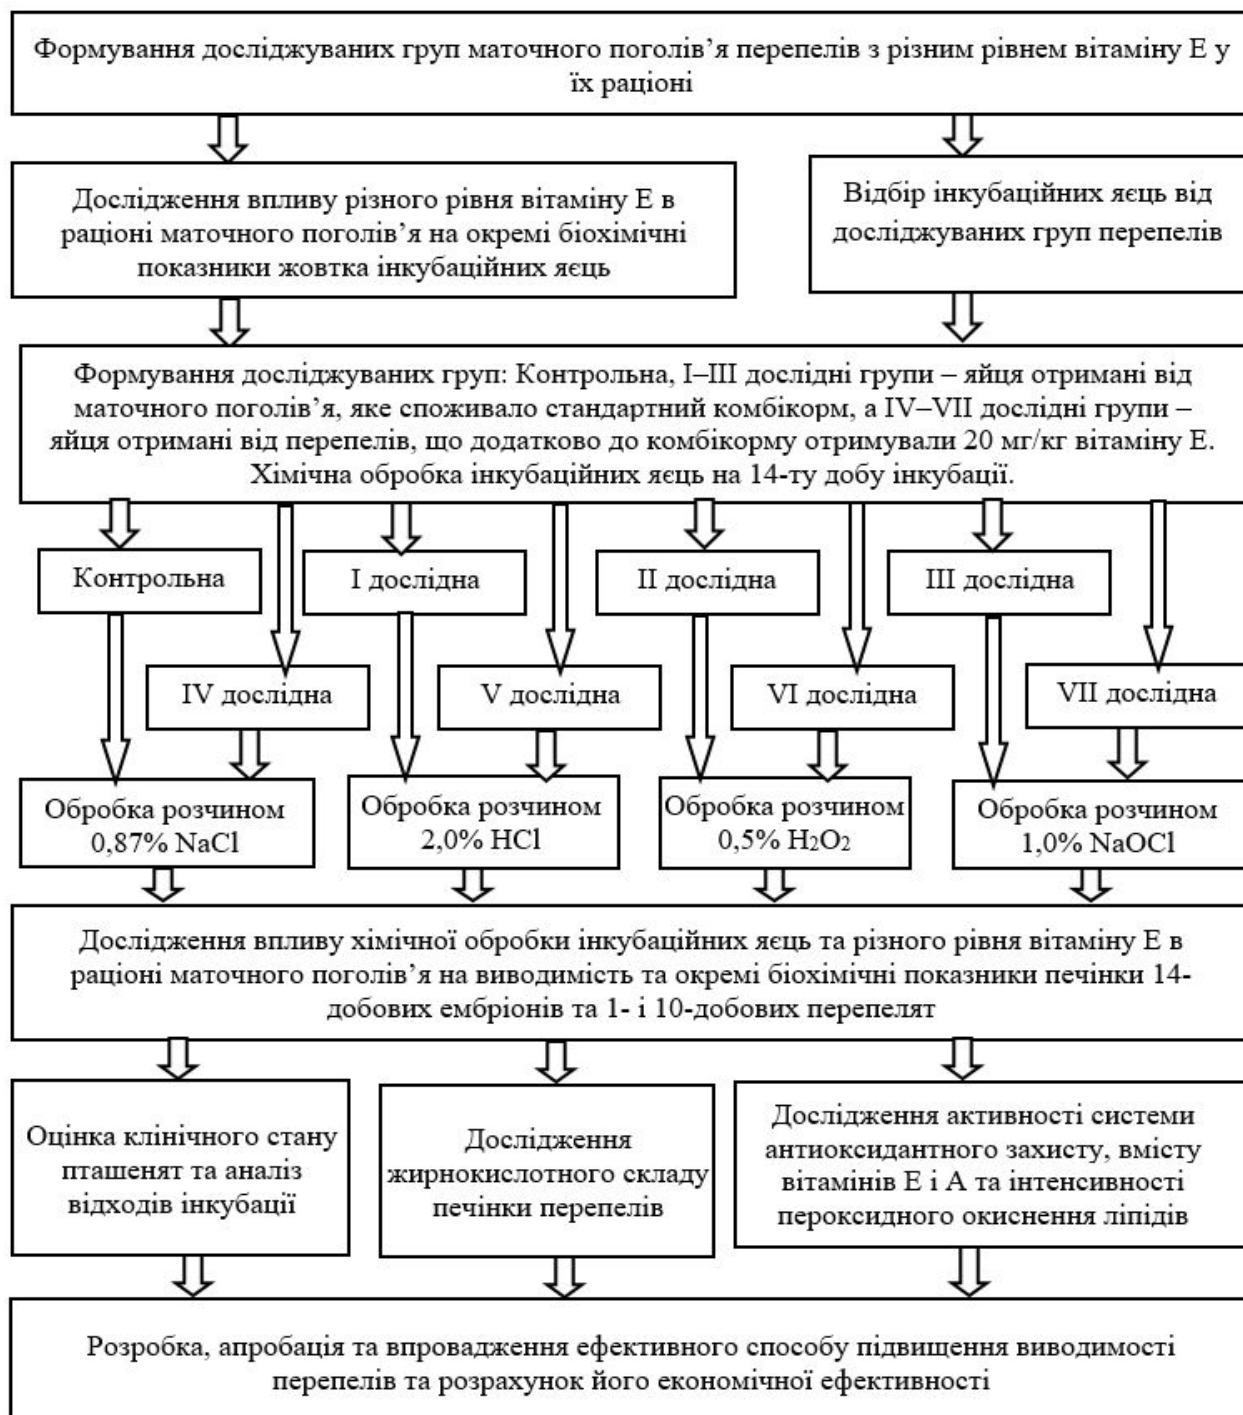 Формування досліджуваних груп маточного поголів’я перепелів з різним рівнем вітаміну Е у
їх раціоні
Дослідження впливу різного рівня вітаміну Е в
раціоні маточного поголів’я на окремі біохімічні
показники жовтка інкубаційних яєць
Відбір інкубаційних яєць від
досліджуваних груп перепелів
Формування досліджуваних груп: Контрольна, І–ІІІ дослідні групи – яйця отримані від
маточного поголів’я, яке споживало стандартний комбікорм, а IV–VII дослідні групи –
яйця отримані від перепелів, що додатково до комбікорму отримували 20 мг/кг вітаміну Е.
Хімічна обробка інкубаційних яєць на 14-ту добу інкубації.
Контрольна
І дослідна
ІІ дослідна
ІІІ дослідна
IV дослідна
V дослідна
VI дослідна
VII дослідна
Обробка розчином
0,87% NaCl
Обробка розчином
2,0% HCl
Обробка розчином
0,5% H₂O₂
Обробка розчином
1,0% NaOCl
Дослідження впливу хімічної обробки інкубаційних яєць та різного рівня вітаміну Е в
раціоні маточного поголів’я на виводимість та окремі біохімічні показники печінки 14-
добових ембріонів та 1- і 10-добових перепелят
Оцінка клінічного стану
пташенят та аналіз
відходів інкубації
Дослідження
жирнокислотного складу
печінки перепелів
Дослідження активності системи
антиоксидантного захисту, вмісту
вітамінів Е і А та інтенсивності
пероксидного окиснення ліпідів
Розробка, апробація та впровадження ефективного способу підвищення виводимості
перепелів та розрахунок його економічної ефективності